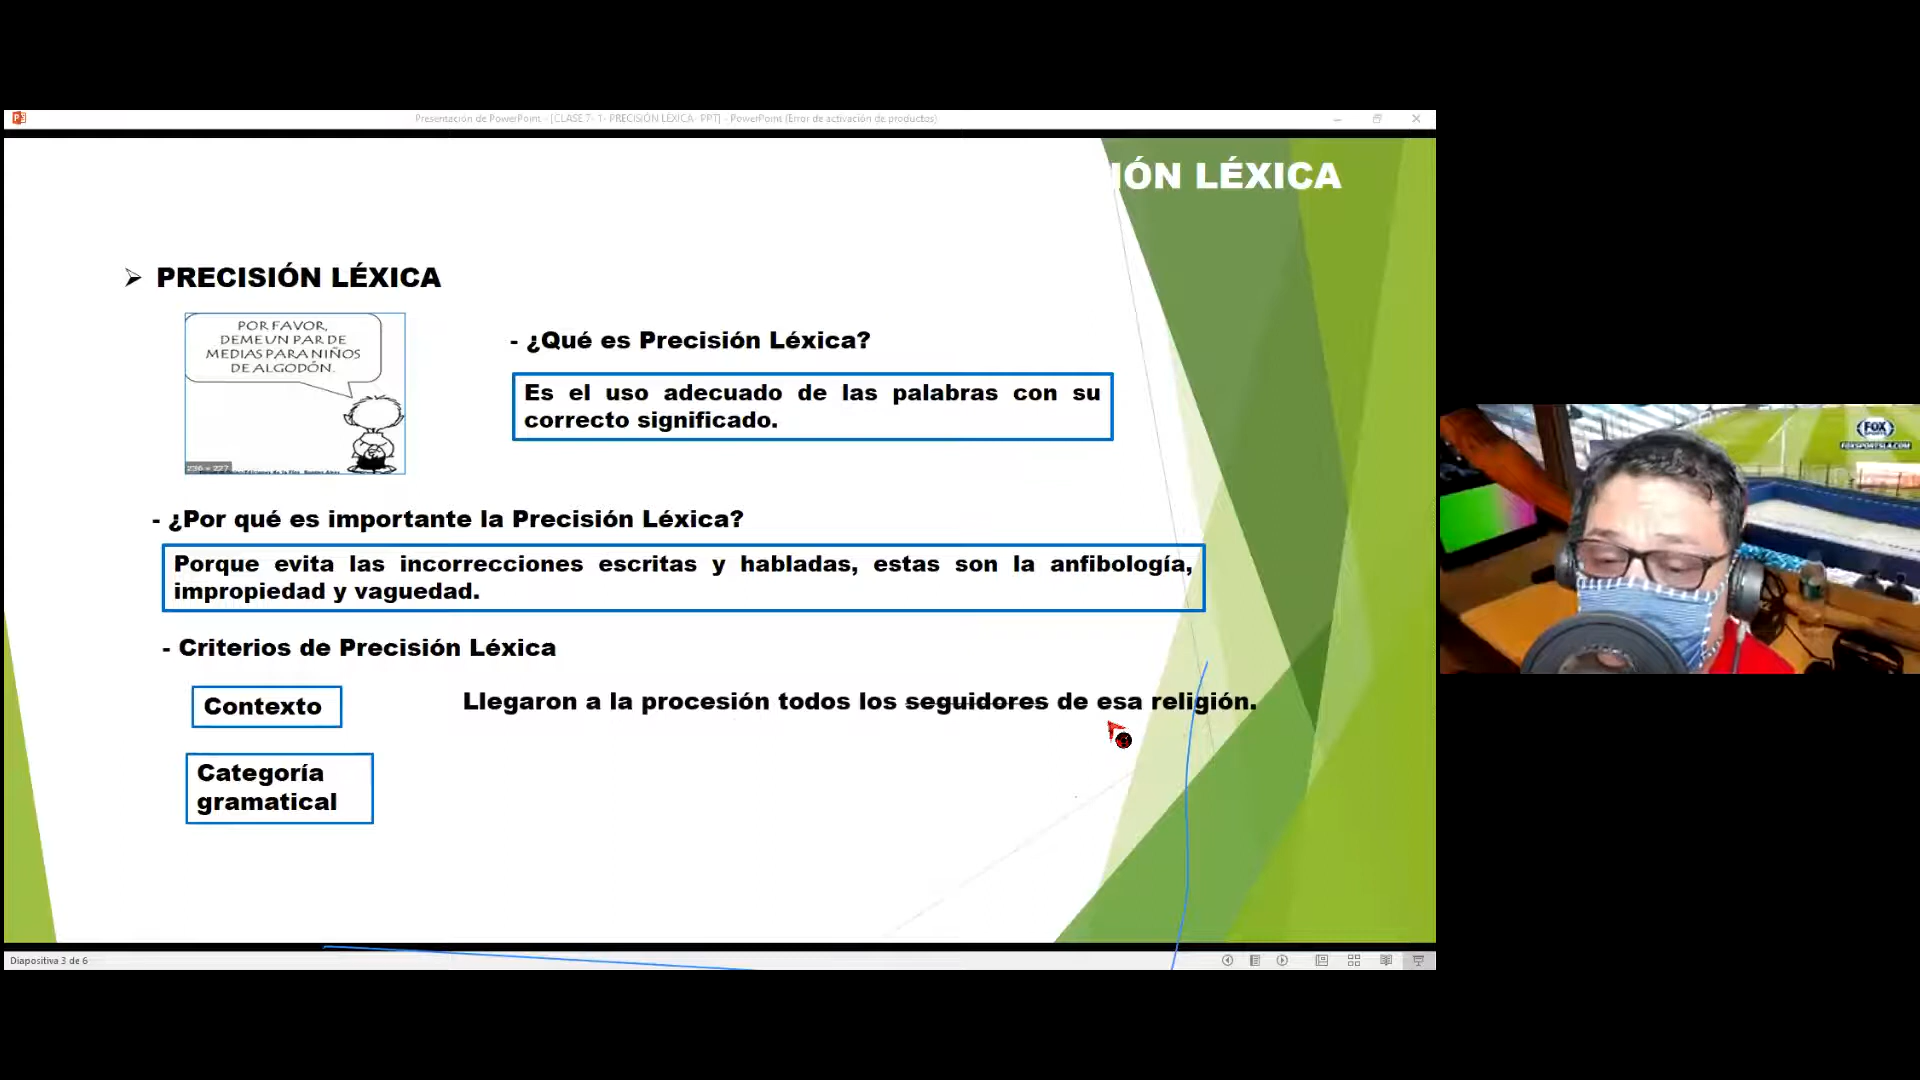 Presentación de PowerPoint - [CLASE 7- 1- PRECISIÓN LÉXICA- PPT] - PowerPoint (Error de activación de productos)
IÓN LÉXICA
PRECISIÓN LÉXICA
POR FAVOR,
DEME UN PAR DE
MEDIAS PARA NIÑOS
DE ALGODÓN.
236 × 227
- ¿Qué es Precisión Léxica?
Es el uso adecuado de las palabras con su
correcto significado.
- ¿Por qué es importante la Precisión Léxica?
Porque evita las incorrecciones escritas y habladas, estas son la anfibología,
impropiedad y vaguedad.
- Criterios de Precisión Léxica
Contexto
Llegaron a la procesión todos los seguidores de esa religión.
Categoría
gramatical
Diapositiva 3 de 6
FOX
SPORTS
FOXSPORTSLA.COM